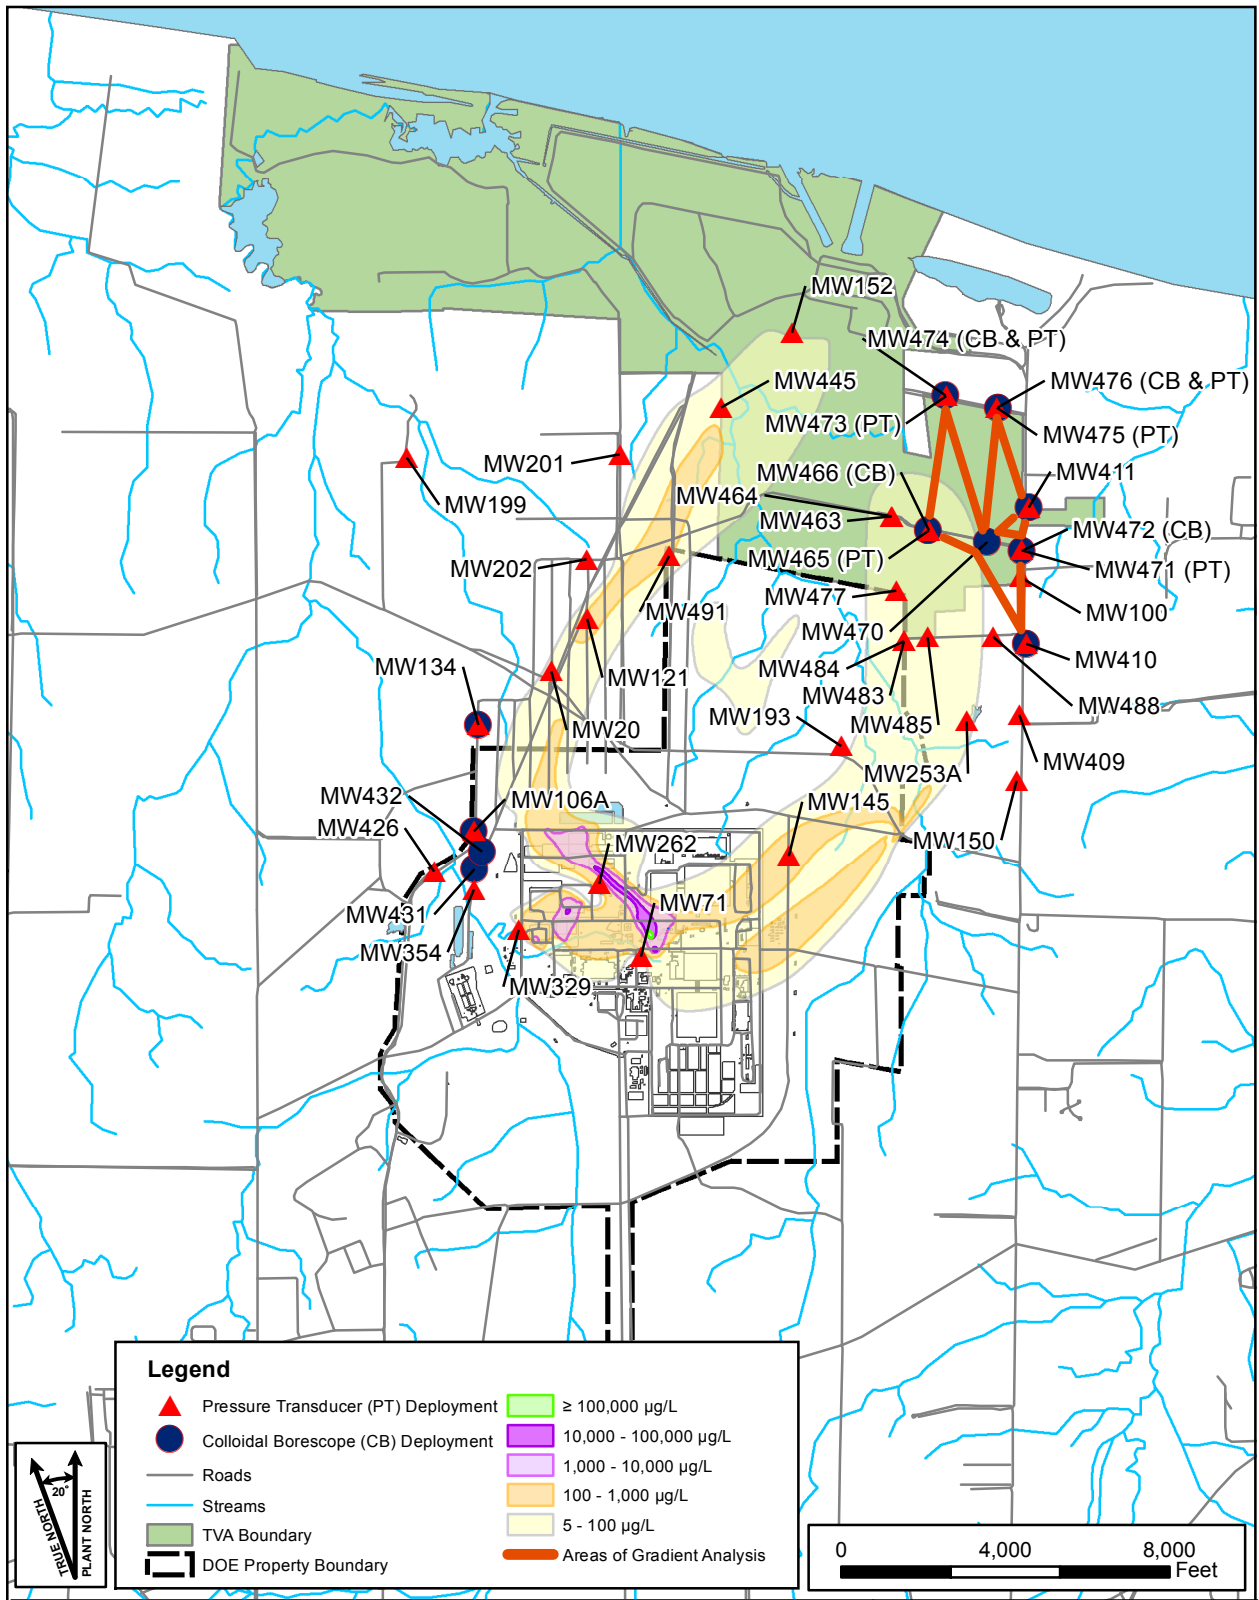 MW152
MW474 (CB & PT)
MW445
MW476 (CB & PT)
MW473 (PT)
MW475 (PT)
MW201
MW466 (CB)
MW411
MW199
MW464
MW463
MW472 (CB)
MW465 (PT)
MW202
MW471 (PT)
MW477
MW491
MW100
MW470
MW134
MW121
MW484
MW410
MW483
MW488
MW20
MW193
MW485
MW253A
MW409
MW432
MW106A
MW145
MW426
MW150
MW262
MW431
MW71
MW354
MW329
Legend
Pressure Transducer (PT) Deployment
Colloidal Borescope (CB) Deployment
Roads
Streams
TVA Boundary
DOE Property Boundary
≥ 100,000 µg/L
10,000 - 100,000 µg/L
1,000 - 10,000 µg/L
100 - 1,000 µg/L
5 - 100 µg/L
Areas of Gradient Analysis
20°
TRUE NORTH
PLANT NORTH
0 4,000 8,000
Feet